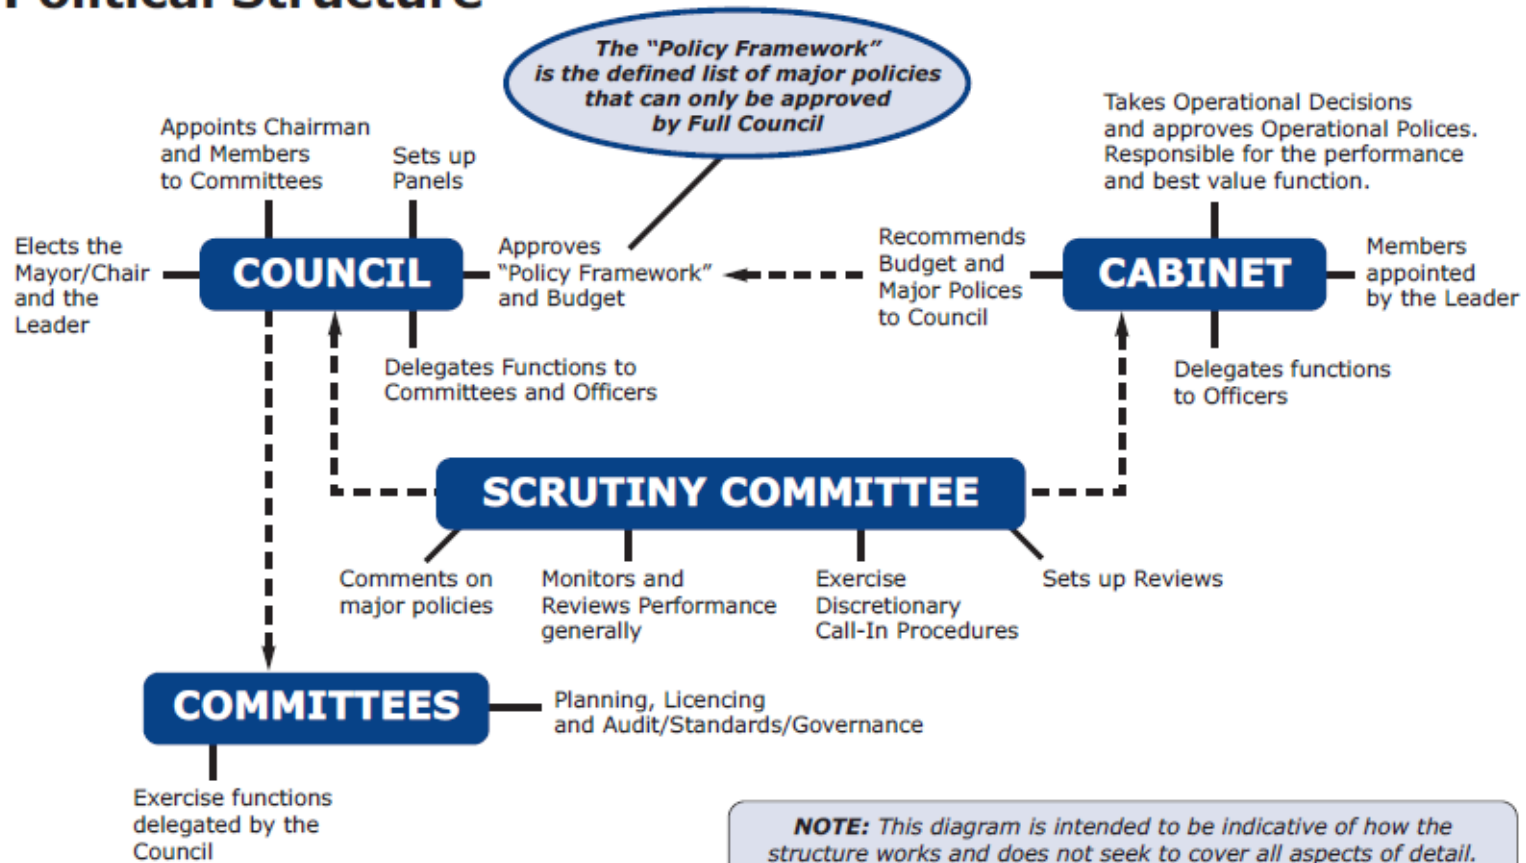 Political Structure
The “Policy Framework”
is the defined list of major policies
that can only be approved
by Full Council
Appoints Chairman
and Members
to Committees
Sets up
Panels
Takes Operational Decisions
and approves Operational Polices.
Responsible for the performance
and best value function.
Elects the
Mayor/Chair
and the
Leader
COUNCIL
Approves
“Policy Framework”
and Budget
Recommends
Budget and
Major Polices
to Council
CABINET
Members
appointed
by the Leader
Delegates Functions to
Committees and Officers
Delegates functions
to Officers
SCRUTINY COMMITTEE
Comments on
major policies
Monitors and
Reviews Performance
generally
Exercise
Discretionary
Call-In Procedures
Sets up Reviews
COMMITTEES
Planning, Licencing
and Audit/Standards/Governance
Exercise functions
delegated by the
Council
NOTE: This diagram is intended to be indicative of how the
structure works and does not seek to cover all aspects of detail.